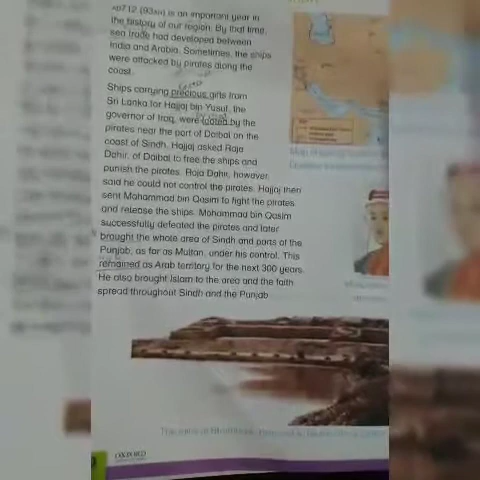 AD712 (93AH) is an important year in
the history of our region. By that time,
sea trade had developed between
India and Arabia. Sometimes, the ships
were attacked by pirates along the
coast.
Ships carrying precious gifts from
Sri Lanka for Hajjaj bin Yusuf, the
governor of Iraq, were looted by the
pirates near the port of Daibal on the
coast of Sindh. Hajjaj asked Raja
Dahir, of Daibal to free the ships and
punish the pirates. Raja Dahir, however,
said he could not control the pirates. Hajjaj then
sent Mohammad bin Qasim to fight the pirates
and release the ships. Mohammad bin Qasim
successfully defeated the pirates and later
brought the whole area of Sindh and parts of the
Punjab, as far as Multan, under his control. This
remained as Arab territory for the next 300 years.
He also brought Islam to the area and the faith
spread throughout Sindh and the Punjab.
OXFORD